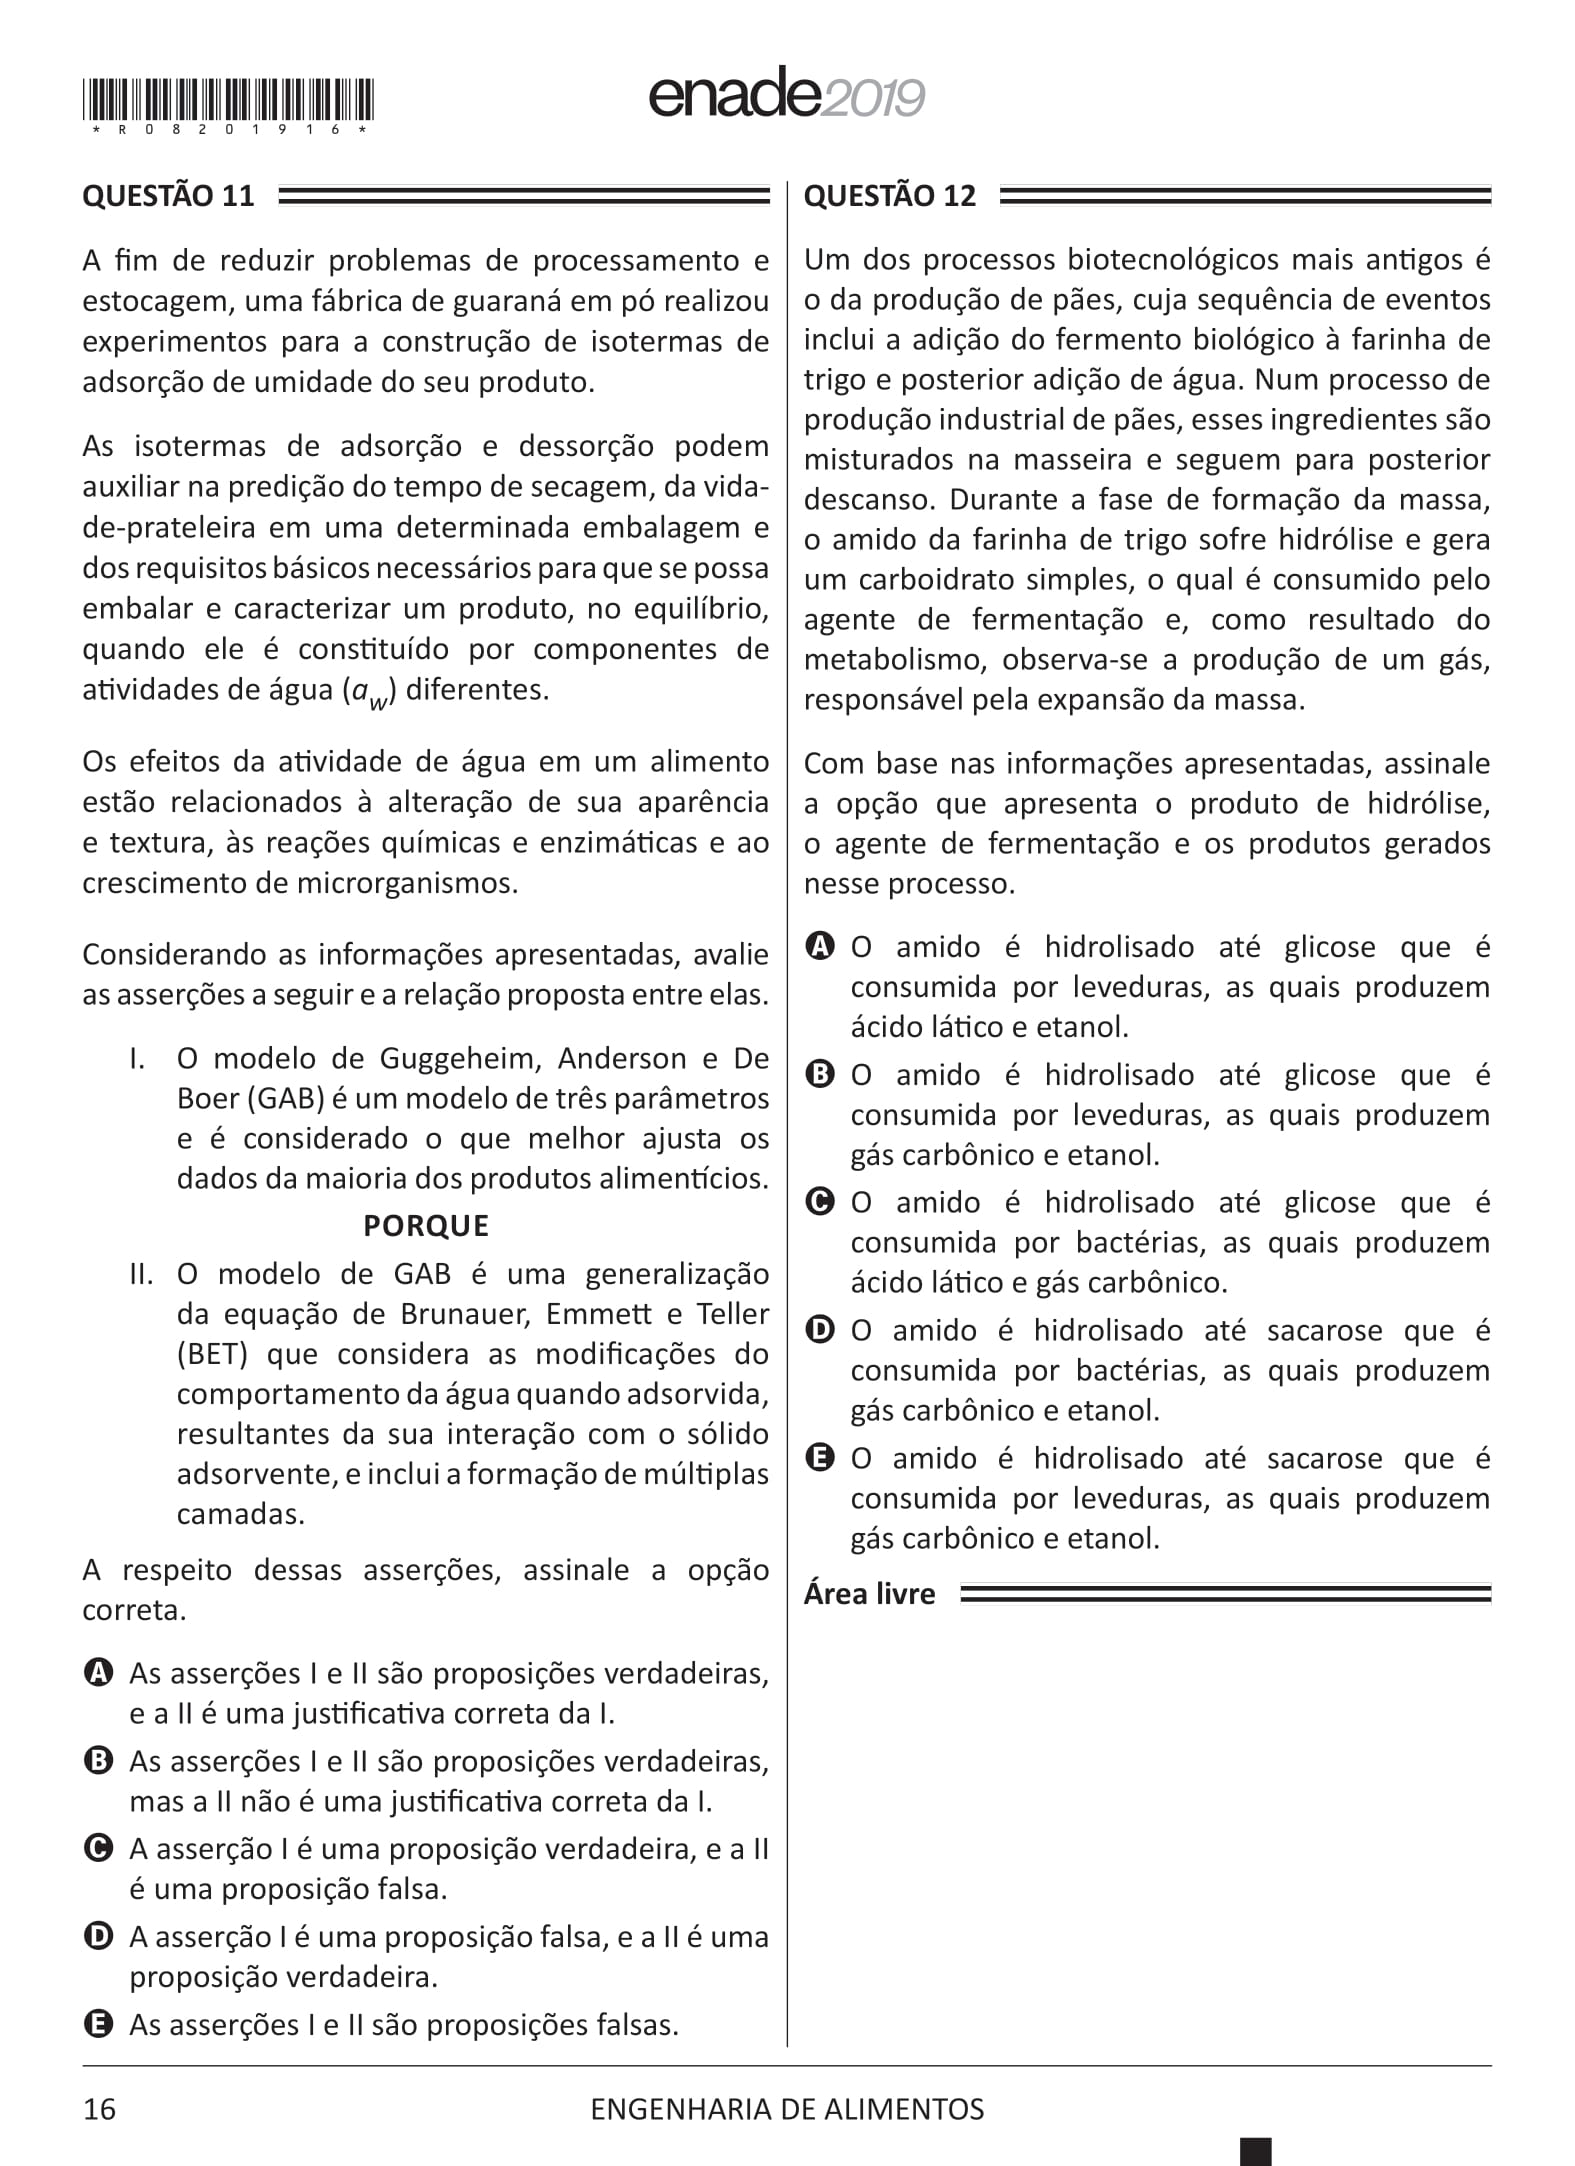 *R08201916*
enade2019
QUESTÃO 11
A fim de reduzir problemas de processamento e
estocagem, uma fábrica de guaraná em pó realizou
experimentos para a construção de isotermas de
adsorção de umidade do seu produto.
As isotermas de adsorção e dessorção podem
auxiliar na predição do tempo de secagem, da vida-
de-prateleira em uma determinada embalagem e
dos requisitos básicos necessários para que se possa
embalar e caracterizar um produto, no equilíbrio,
quando ele é constituído por componentes de
atividades de água (aw) diferentes.
Os efeitos da atividade de água em um alimento
estão relacionados à alteração de sua aparência
e textura, às reações químicas e enzimáticas e ao
crescimento de microrganismos.
Considerando as informações apresentadas, avalie
as asserções a seguir e a relação proposta entre elas.
I. O modelo de Guggeheim, Anderson e De
Boer (GAB) é um modelo de três parâmetros
e é considerado o que melhor ajusta os
dados da maioria dos produtos alimentícios.
PORQUE
II. O modelo de GAB é uma generalização
da equação de Brunauer, Emmett e Teller
(BET) que considera as modificações do
comportamento da água quando adsorvida,
resultantes da sua interação com o sólido
adsorvente, e inclui a formação de múltiplas
camadas.
A respeito dessas asserções, assinale a opção
correta.
A As asserções I e II são proposições verdadeiras,
e a II é uma justificativa correta da I.
B As asserções I e II são proposições verdadeiras,
mas a II não é uma justificativa correta da I.
C A asserção I é uma proposição verdadeira, e a II
é uma proposição falsa.
D A asserção I é uma proposição falsa, e a II é uma
proposição verdadeira.
E As asserções I e II são proposições falsas.
QUESTÃO 12
Um dos processos biotecnológicos mais antigos é
o da produção de pães, cuja sequência de eventos
inclui a adição do fermento biológico à farinha de
trigo e posterior adição de água. Num processo de
produção industrial de pães, esses ingredientes são
misturados na masseira e seguem para posterior
descanso. Durante a fase de formação da massa,
o amido da farinha de trigo sofre hidrólise e gera
um carboidrato simples, o qual é consumido pelo
agente de fermentação e, como resultado do
metabolismo, observa-se a produção de um gás,
responsável pela expansão da massa.
Com base nas informações apresentadas, assinale
a opção que apresenta o produto de hidrólise,
o agente de fermentação e os produtos gerados
nesse processo.
A O amido é hidrolisado até glicose que é
consumida por leveduras, as quais produzem
ácido lático e etanol.
B O amido é hidrolisado até glicose que é
consumida por leveduras, as quais produzem
gás carbônico e etanol.
C O amido é hidrolisado até glicose que é
consumida por bactérias, as quais produzem
ácido lático e gás carbônico.
D O amido é hidrolisado até sacarose que é
consumida por bactérias, as quais produzem
gás carbônico e etanol.
E O amido é hidrolisado até sacarose que é
consumida por leveduras, as quais produzem
gás carbônico e etanol.
Área livre
16
ENGENHARIA DE ALIMENTOS